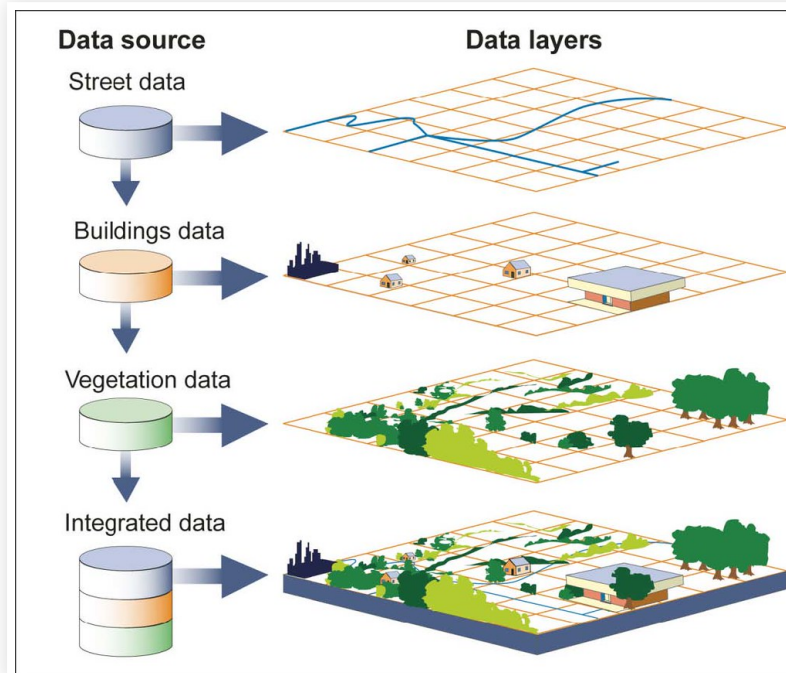 Data source
Data layers
Street data
Buildings data
Vegetation data
Integrated data